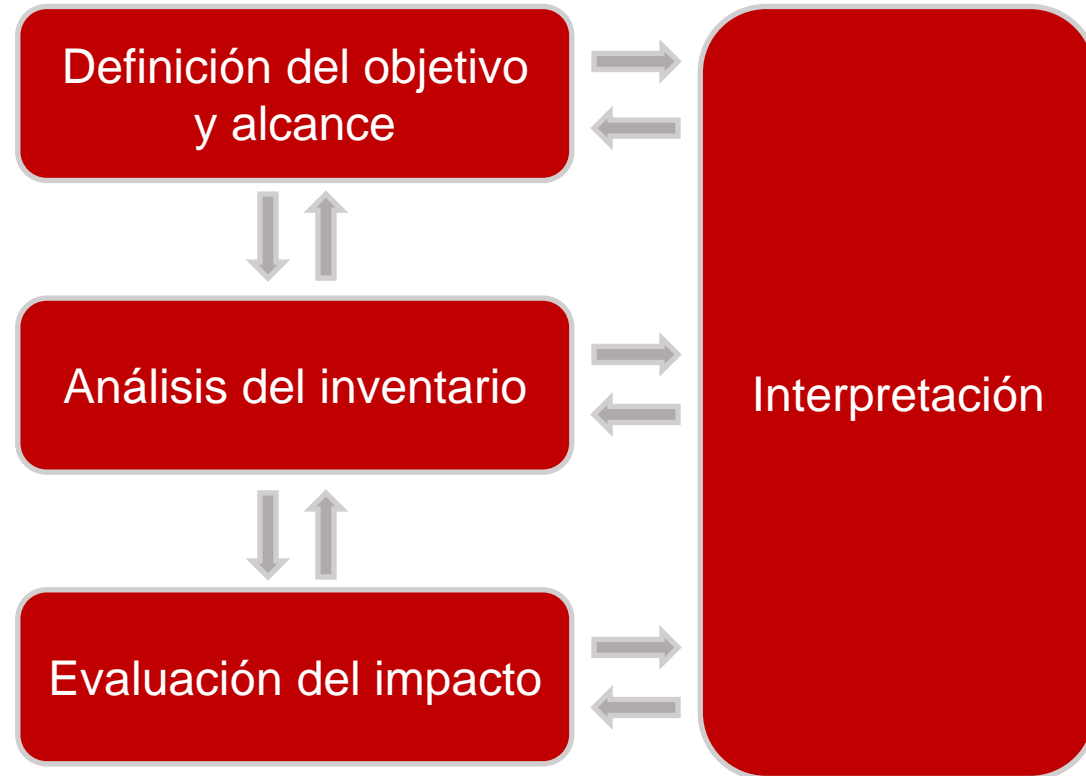 Definición del objetivo
y alcance
Análisis del inventario
Interpretación
Evaluación del impacto